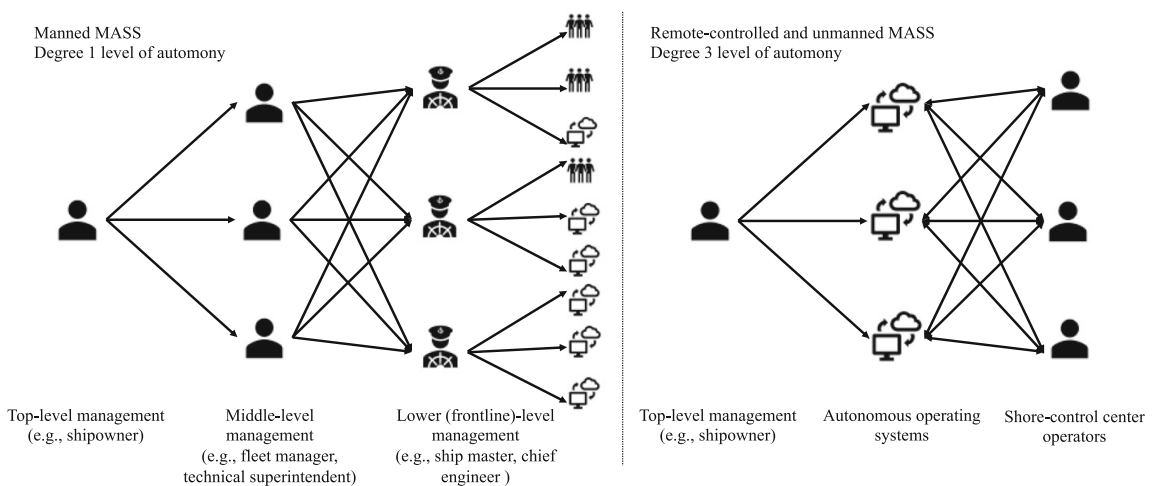 Manned MASS
Degree 1 level of automony
Remote-controlled and unmanned MASS
Degree 3 level of automony
Top-level management
(e.g., shipowner)
Middle-level
management
(e.g., fleet manager,
technical superintendent)
Lower (frontline)-level
management
(e.g., ship master, chief
engineer )
Top-level management
(e.g., shipowner)
Autonomous operating
systems
Shore-control center
operators